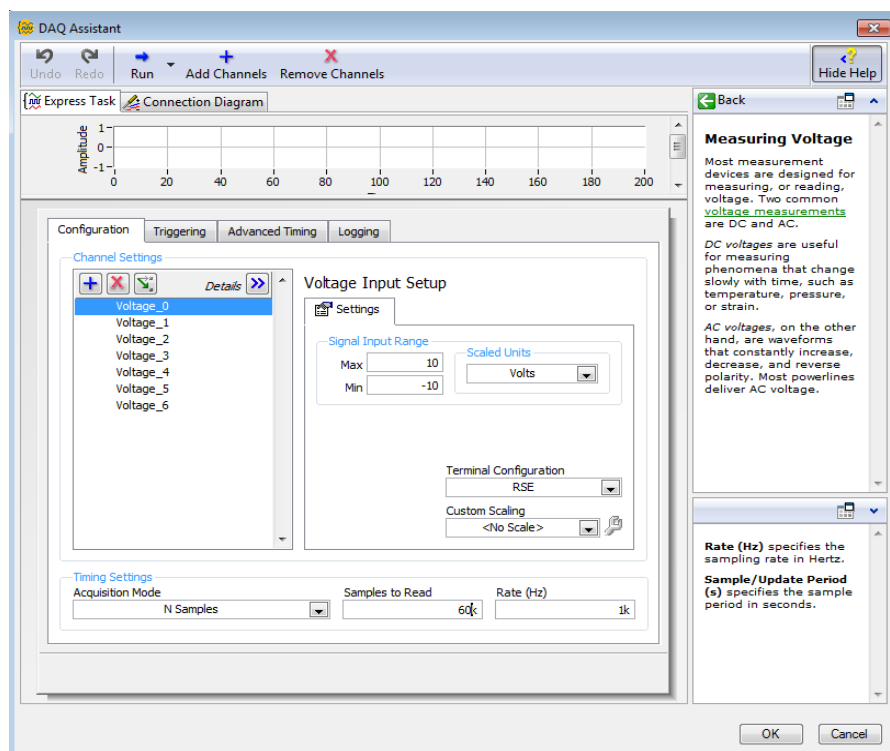 DAQ Assistant
Undo Redo Run Add Channels Remove Channels Hide Help
Express Task Connection Diagram
Amplitude
1
0
-1
0 20 40 60 80 100 120 140 160 180 200
Configuration Triggering Advanced Timing Logging
Channel Settings
Details
Voltage_0
Voltage_1
Voltage_2
Voltage_3
Voltage_4
Voltage_5
Voltage_6
Voltage Input Setup
Settings
Signal Input Range
Max 10
Min -10
Scaled Units
Volts
Terminal Configuration
RSE
Custom Scaling
<No Scale>
Timing Settings
Acquisition Mode Samples to Read Rate (Hz)
N Samples 60k 1k
Back
Measuring Voltage
Most measurement
devices are designed for
measuring, or reading,
voltage. Two common
voltage measurements
are DC and AC.
DC voltages are useful
for measuring
phenomena that change
slowly with time, such as
temperature, pressure,
or strain.
AC voltages, on the other
hand, are waveforms
that constantly increase,
decrease, and reverse
polarity. Most powerlines
deliver AC voltage.
Rate (Hz) specifies the
sampling rate in Hertz.
Sample/Update Period
(s) specifies the sample
period in seconds.
OK Cancel